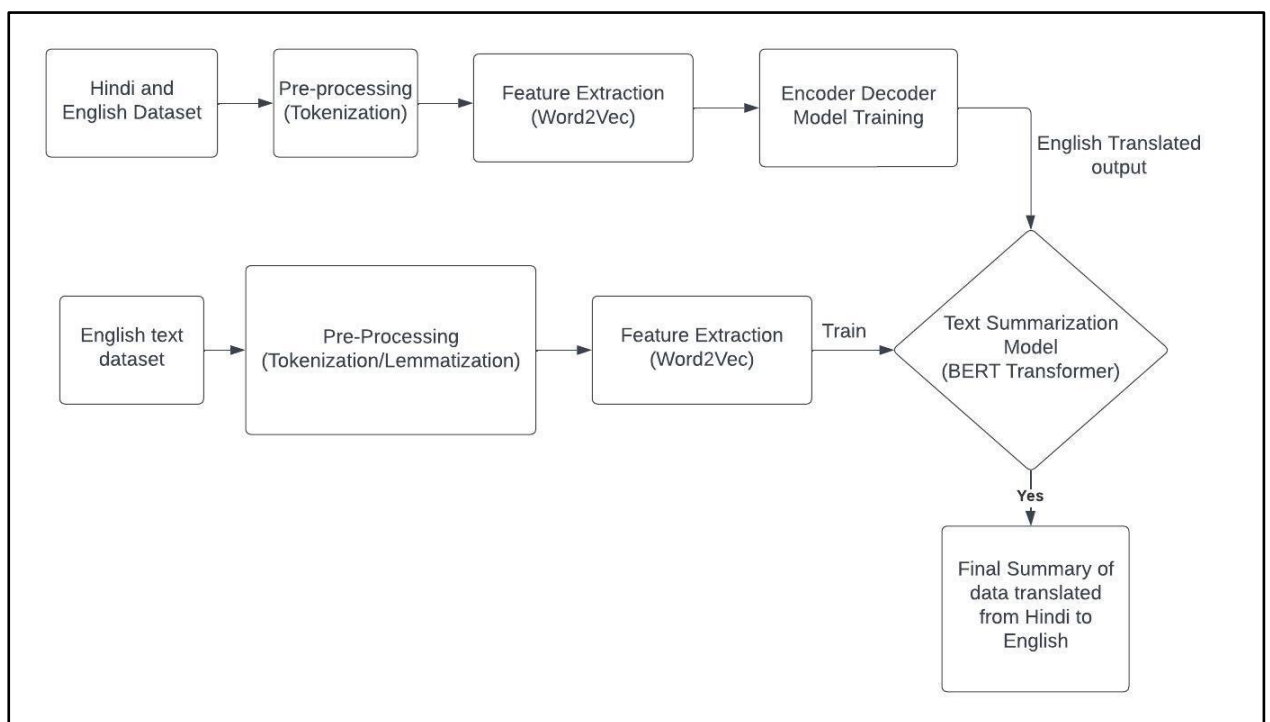 Hindi and
English Dataset
Pre-processing
(Tokenization)
Feature Extraction
(Word2Vec)
Encoder Decoder
Model Training
English Translated
output
English text
dataset
Pre-Processing
(Tokenization/Lemmatization)
Feature Extraction
(Word2Vec)
Train
Text Summarization
Model
(BERT Transformer)
Yes
Final Summary of
data translated
from Hindi to
English